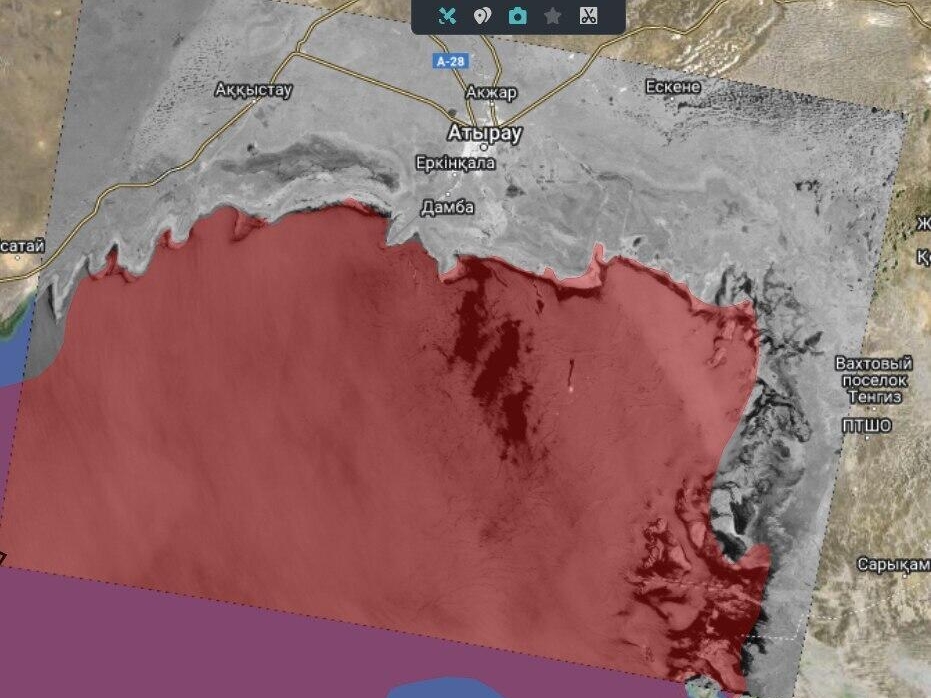 A-28
Аққыстау
Акжар
Ескене
Атырау
Еркінқала
Дамба
сатай
Ж
Қ
Вахтовый
поселок
Тенгиз
ПТШО
Сарықам